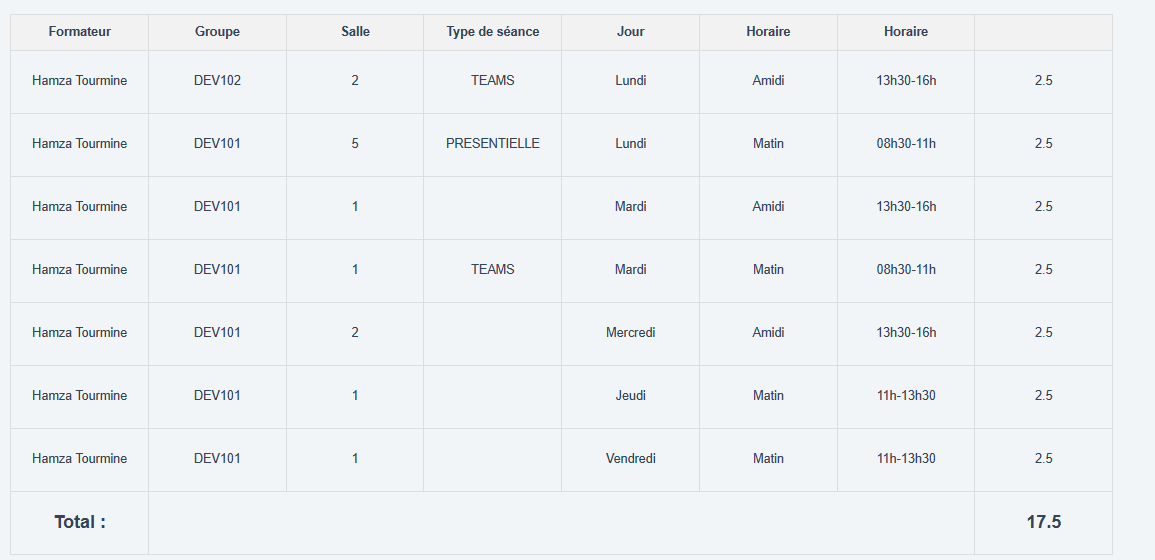 Formateur Groupe Salle Type de séance Jour Horaire Horaire
Hamza Tourmine DEV102 2 TEAMS Lundi Amidi 13h30-16h 2.5
Hamza Tourmine DEV101 5 PRESENTIELLE Lundi Matin 08h30-11h 2.5
Hamza Tourmine DEV101 1 Mardi Amidi 13h30-16h 2.5
Hamza Tourmine DEV101 1 TEAMS Mardi Matin 08h30-11h 2.5
Hamza Tourmine DEV101 2 Mercredi Amidi 13h30-16h 2.5
Hamza Tourmine DEV101 1 Jeudi Matin 11h-13h30 2.5
Hamza Tourmine DEV101 1 Vendredi Matin 11h-13h30 2.5
Total : 17.5